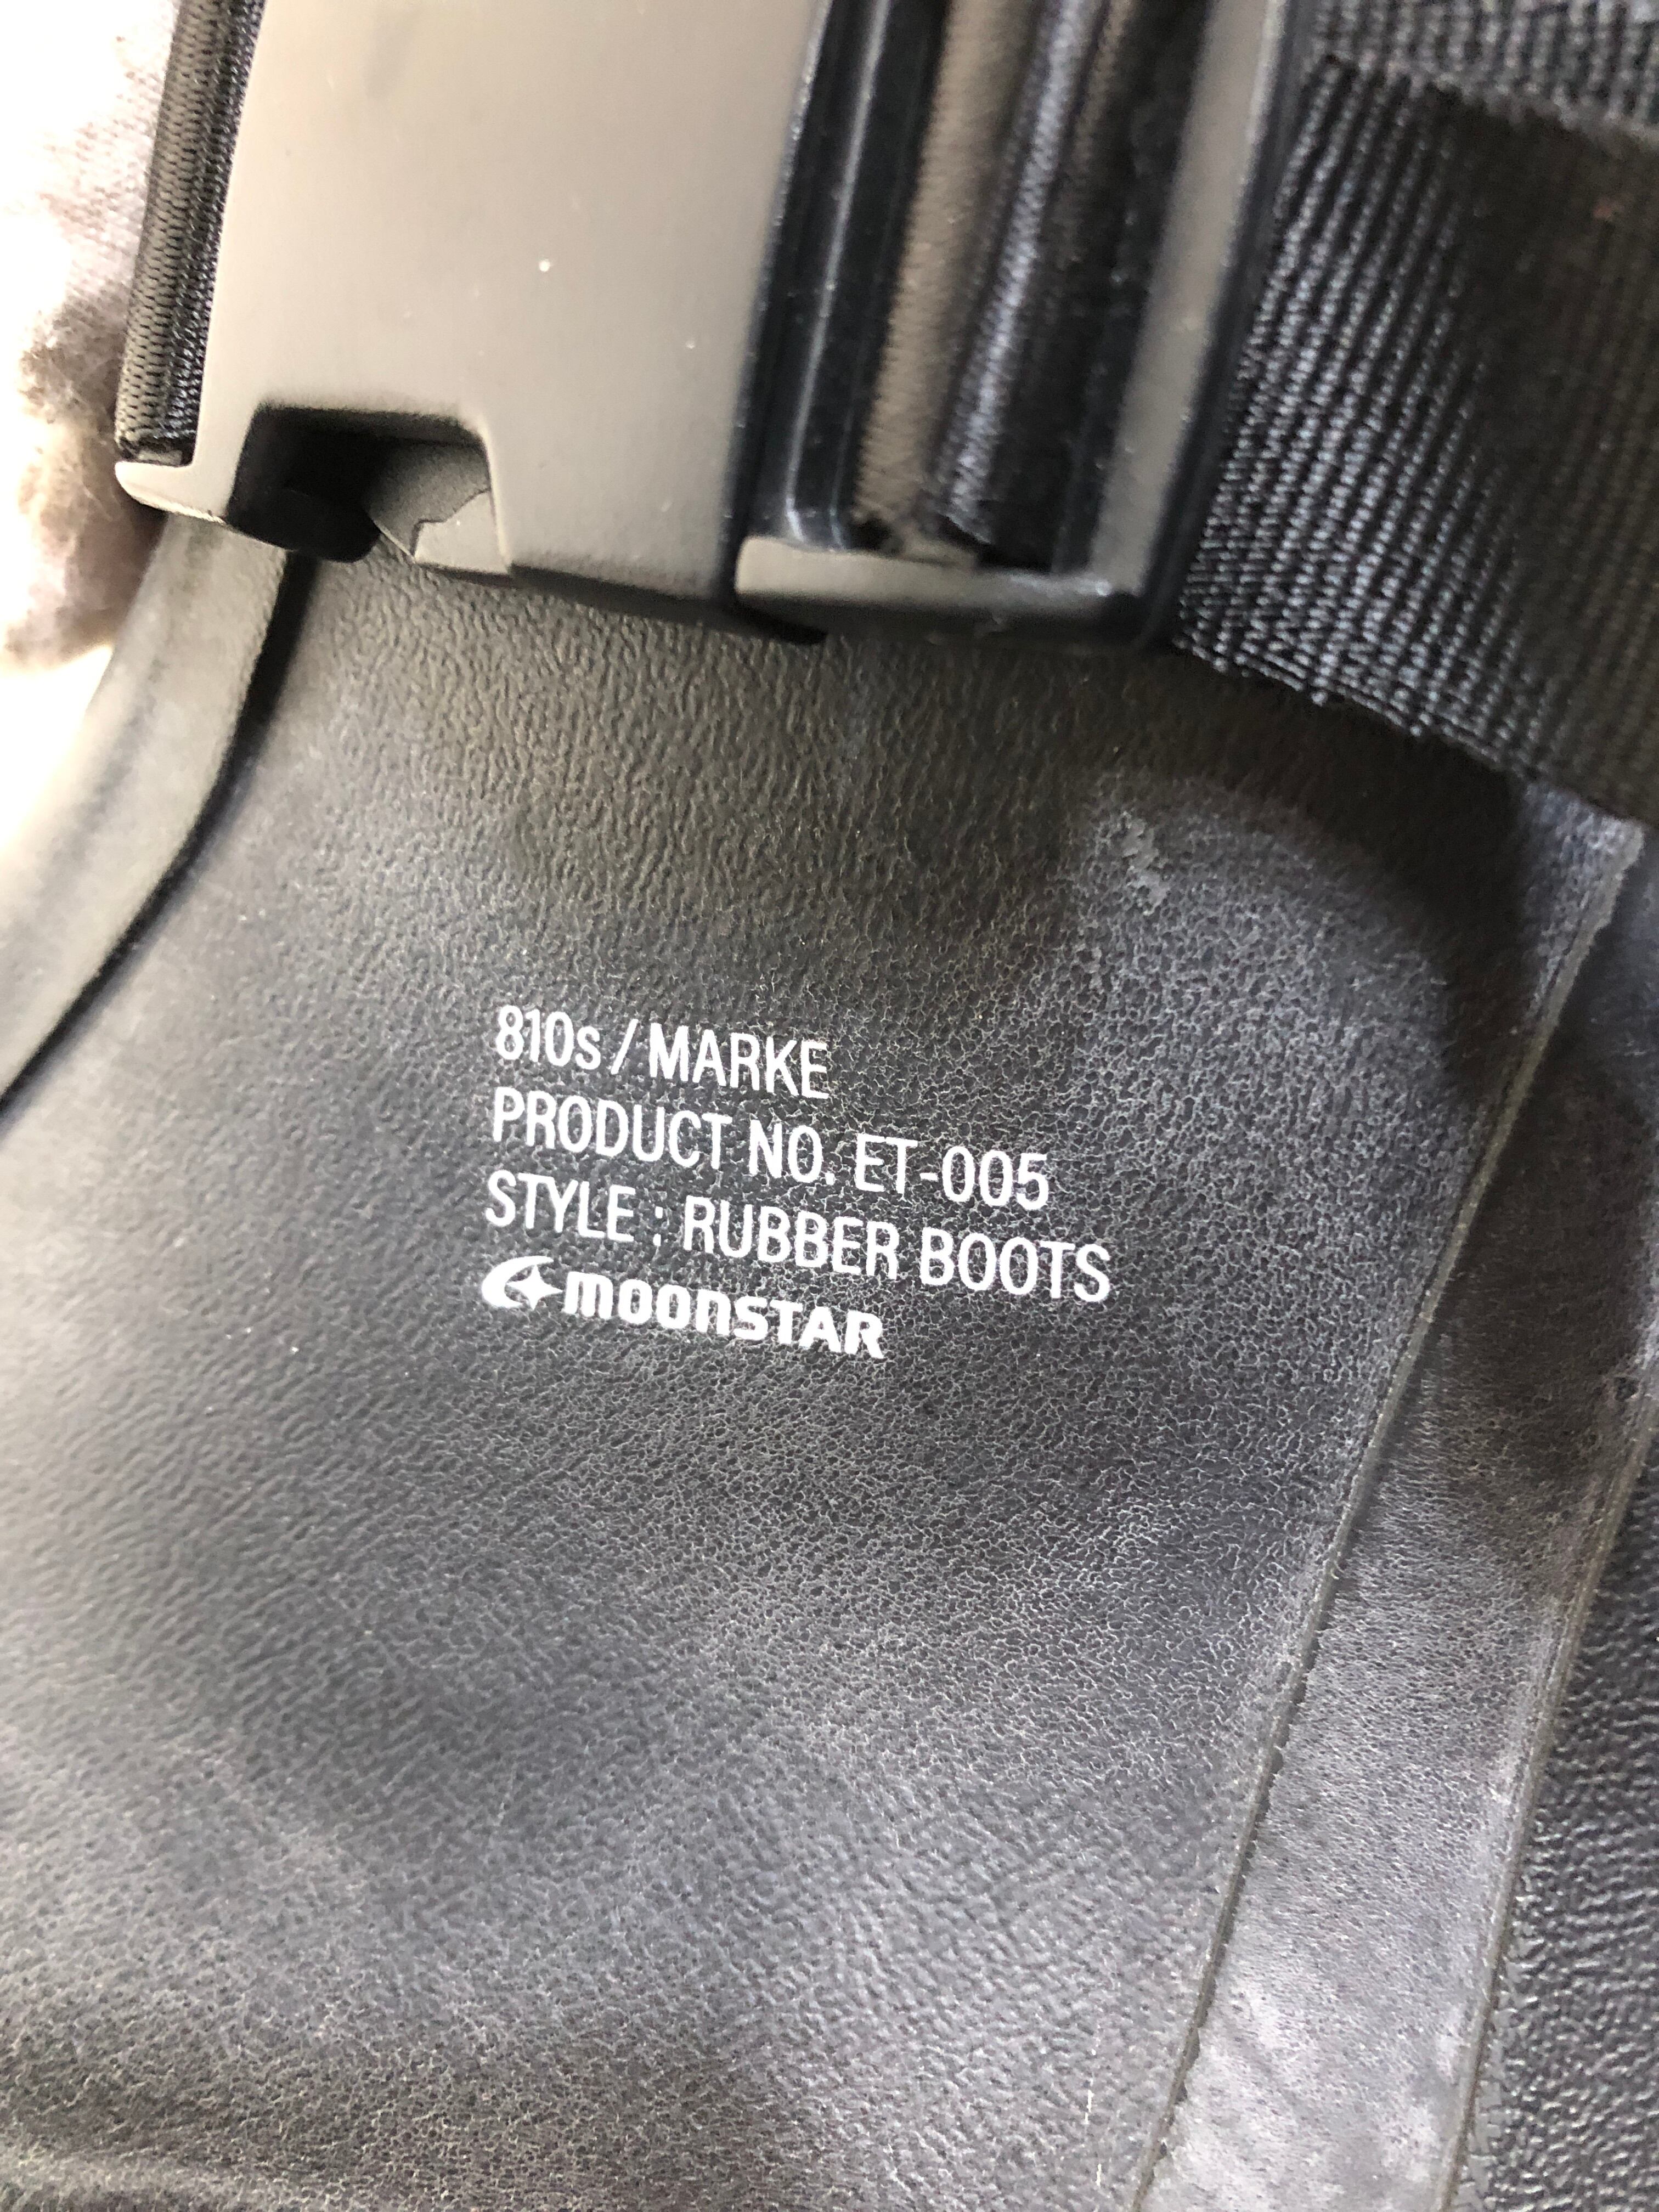 810s / MARKE
PRODUCT NO. ET-005
STYLE : RUBBER BOOTS
moonSTAR